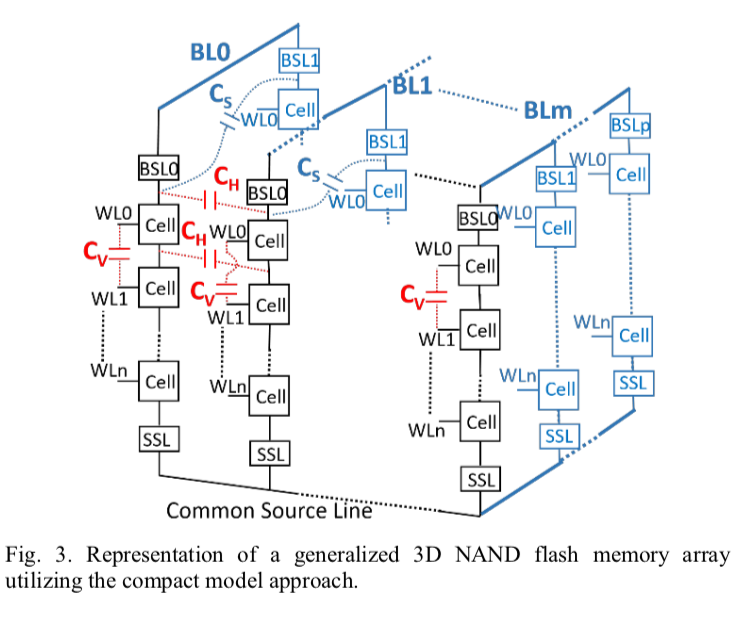 BL0
BSL1
BL1
BLm
Cs
WL0
Cell
BSLp
BSL1
WL0
Cell
BSL0
CH
Cs
BSL0
WL0
Cell
BSL1
WL0
Cell
CH
WL0
Cell
BSL0
WL0
Cell
Cv
WL0
Cell
WL1
Cell
Cv
WL1
Cell
Cv
WL1
Cell
WLn
Cell
WLn
Cell
WLn
Cell
WLn
Cell
SSL
WLn
Cell
SSL
SSL
SSL
SSL
Common Source Line
Fig. 3. Representation of a generalized 3D NAND flash memory array
utilizing the compact model approach.